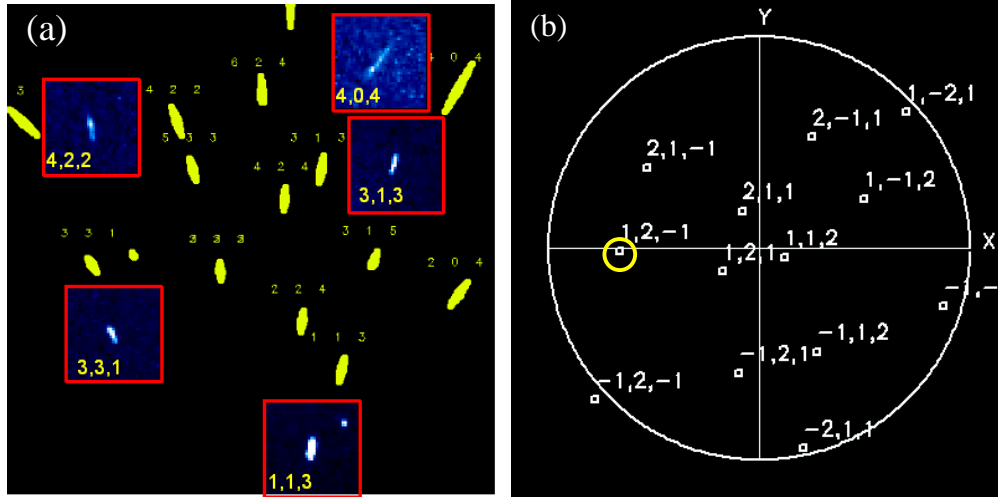 (a)
6 2 4
4 0 4
4,0,4
3
4 2 2
4,2,2
5 3 3
3 1 3
3,1,3
4 2 4
3 3 1
3 1 5
2 0 4
3,3,1
2 2 4
1 1 3
1,1,3
(b)
Y
1,-2,1
2,-1,1
2,1,-1
1,-1,2
2,1,1
1,2,-1
X
1,2,1
1,1,2
-1,-
-1,1,2
-1,2,1
-1,2,-1
-2,1,1